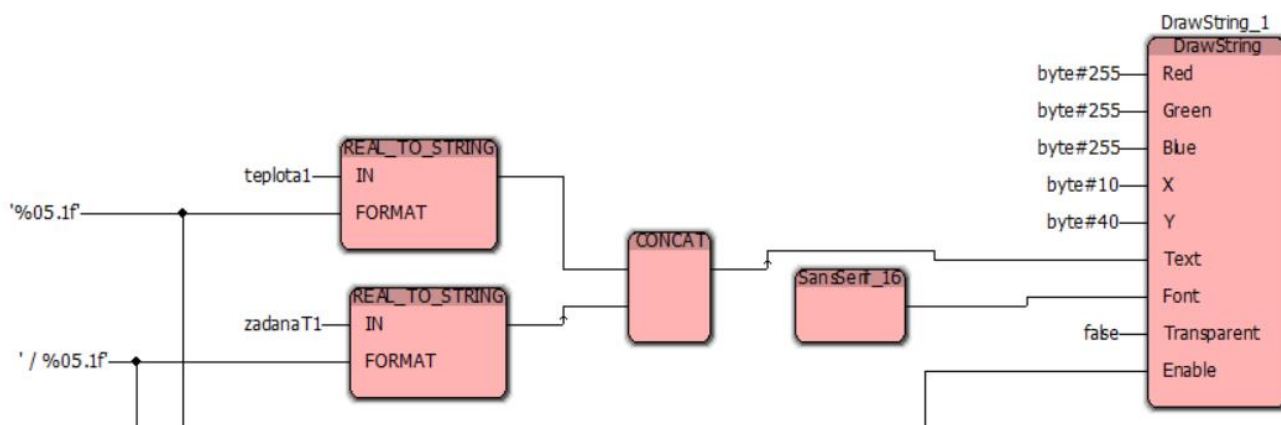 DrawString_1
DrawString
byte#255 Red
byte#255 Green
REAL_TO_STRING
byte#255 Blue
teplota1 IN
byte#10 X
'%05.1f' FORMAT
byte#40 Y
CONCAT
Text
SansSerif_16
REAL_TO_STRING
Font
zadanaT1 IN
false Transparent
' / %05.1f' FORMAT
Enable